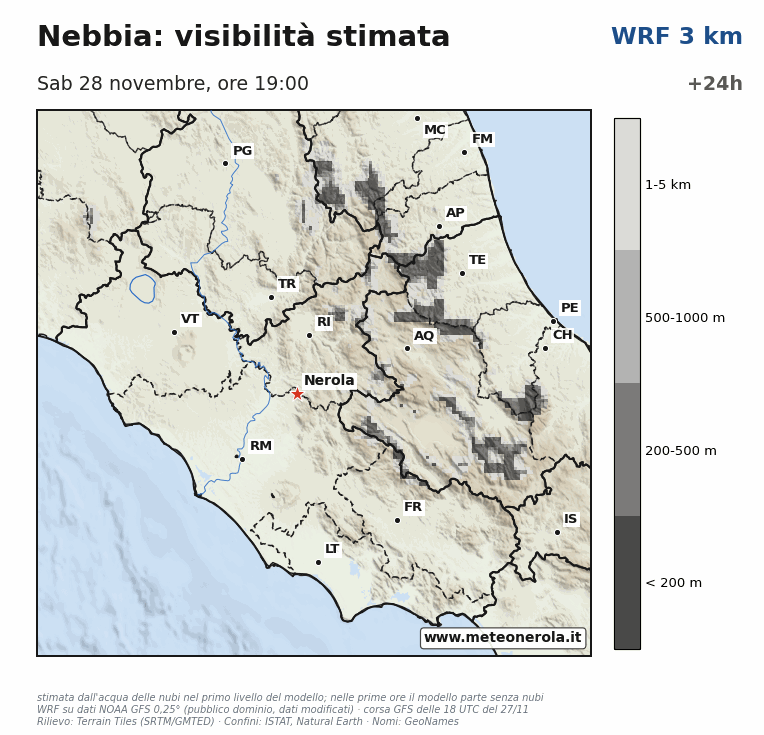 Nebbia: visibilità stimata
WRF 3 km
Sab 28 novembre, ore 19:00
+24h
MC
FM
PG
AP
TE
TR
PE
VT
RI
AQ
CH
Nerola
RM
FR
IS
LT
www.meteonerola.it
1-5 km
500-1000 m
200-500 m
< 200 m
stimata dall'acqua delle nubi nel primo livello del modello; nelle prime ore il modello parte senza nubi
WRF su dati NOAA GFS 0,25° (pubblico dominio, dati modificati) · corsa GFS delle 18 UTC del 27/11
Rilievo: Terrain Tiles (SRTM/GMTED) · Confini: ISTAT, Natural Earth · Nomi: GeoNames